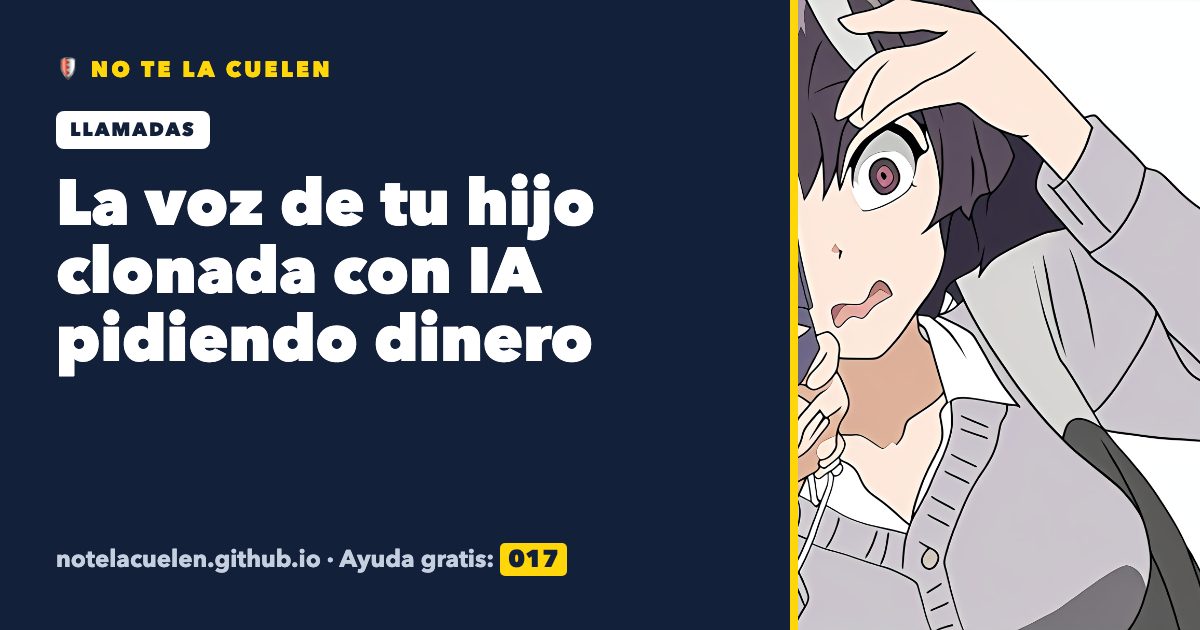 NO TE LA CUELEN
LLAMADAS
La voz de tu hijo
clonada con IA
pidiendo dinero
notelacuelen.github.io · Ayuda gratis: 017